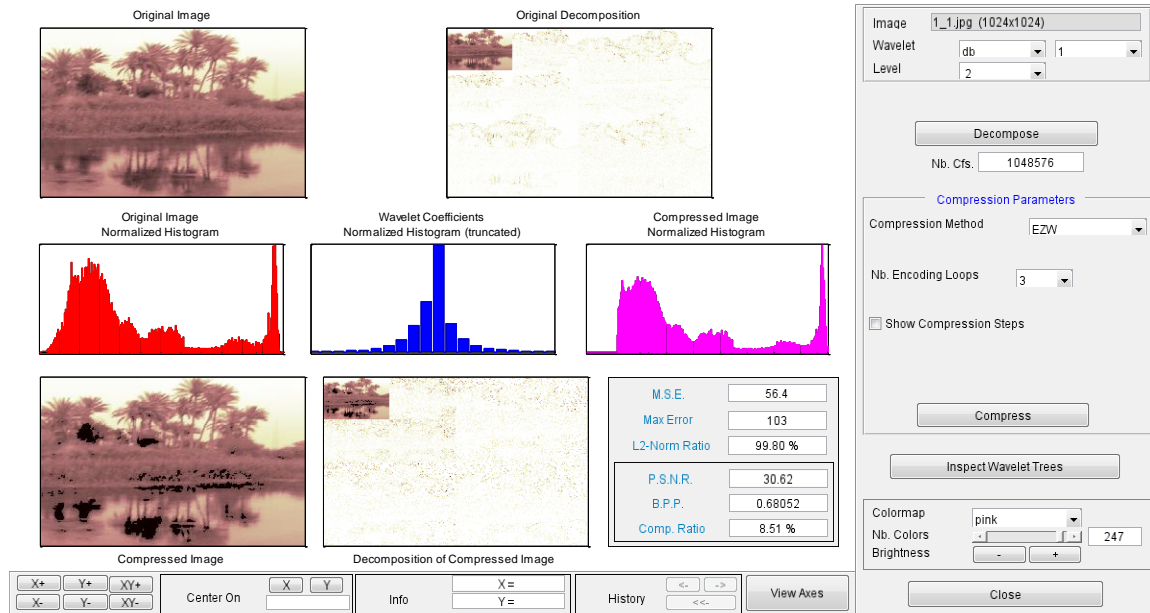 Original Image
Original Decomposition
Original Image
Normalized Histogram
Wavelet Coefficients
Normalized Histogram (truncated)
Compressed Image
Normalized Histogram
M.S.E. 56.4
Max Error 103
L2-Norm Ratio 99.80 %
P.S.N.R. 30.62
B.P.P. 0.68052
Comp. Ratio 8.51 %
Compressed Image
Decomposition of Compressed Image
X+ Y+ XY+
X- Y- XY-
Center On X Y
Info X =
Y =
History <- ->
<<-
View Axes
Image 1_1.jpg (1024x1024)
Wavelet db 1
Level 2
Decompose
Nb. Cfs. 1048576
Compression Parameters
Compression Method EZW
Nb. Encoding Loops 3
Show Compression Steps
Compress
Inspect Wavelet Trees
Colormap pink
Nb. Colors 247
Brightness - +
Close